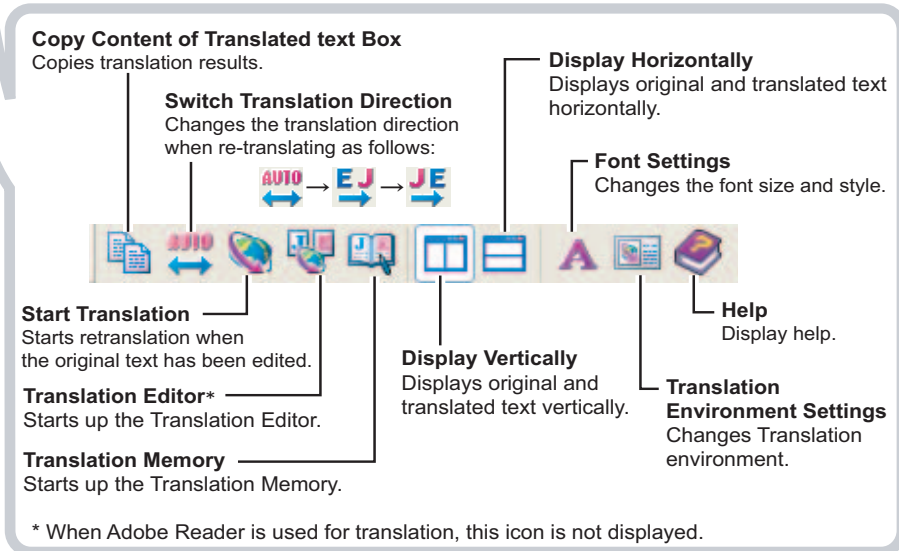 Copy Content of Translated text Box
Copies translation results.
Switch Translation Direction
Changes the translation direction
when re-translating as follows:
AUTO → E J → J E
Display Horizontally
Displays original and translated text
horizontally.
Font Settings
Changes the font size and style.
AUTO
J E
J
A
?
Start Translation
Starts retranslation when
the original text has been edited.
Translation Editor*
Starts up the Translation Editor.
Translation Memory
Starts up the Translation Memory.
Display Vertically
Displays original and
translated text vertically.
Help
Display help.
Translation
Environment Settings
Changes Translation
environment.
* When Adobe Reader is used for translation, this icon is not displayed.